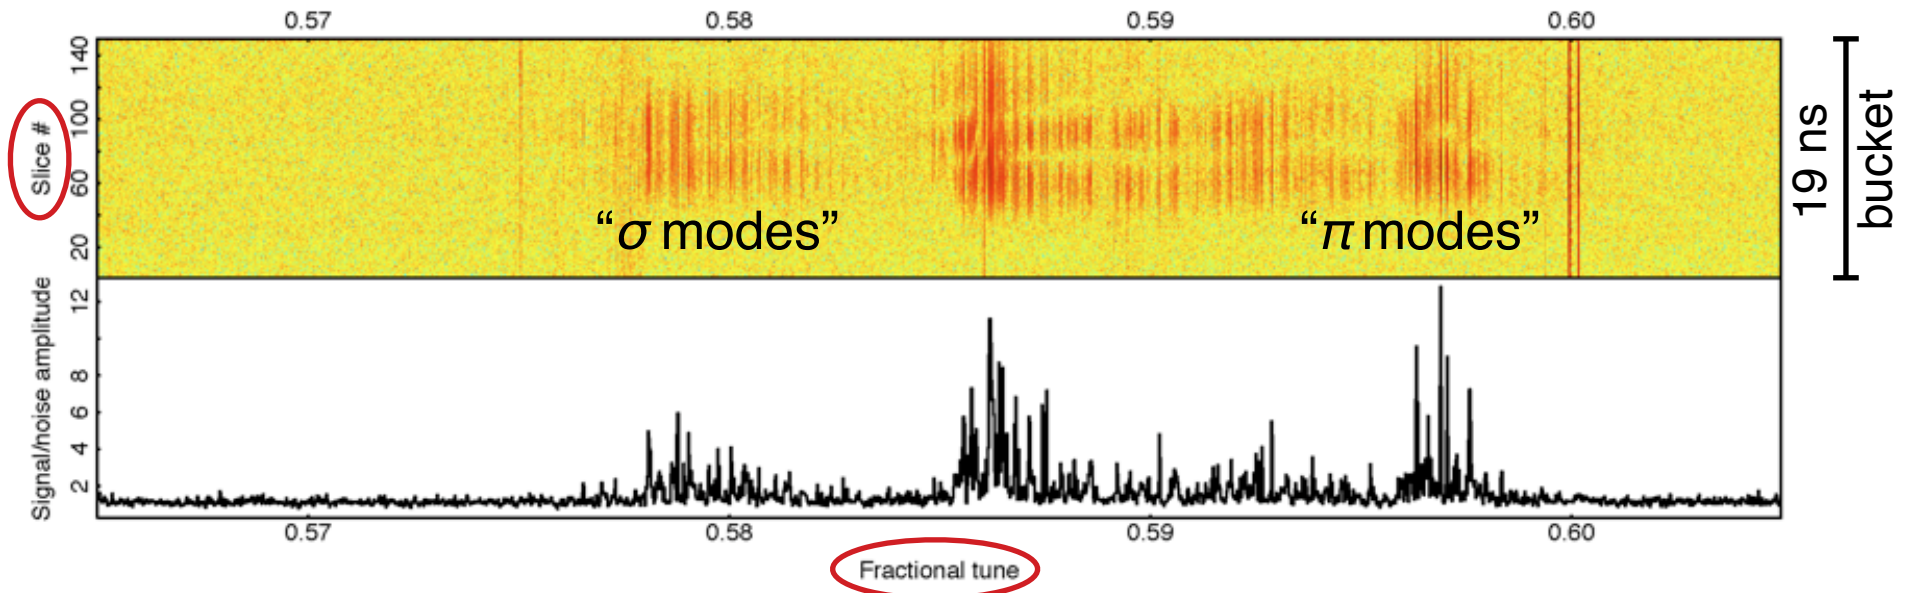 0.57 0.58 0.59 0.60
140
100
60
20
Slice #
"σ modes"
"π modes"
19 ns
bucket
12
8
6
4
2
Signal/noise amplitude
0.57 0.58 0.59 0.60
Fractional tune